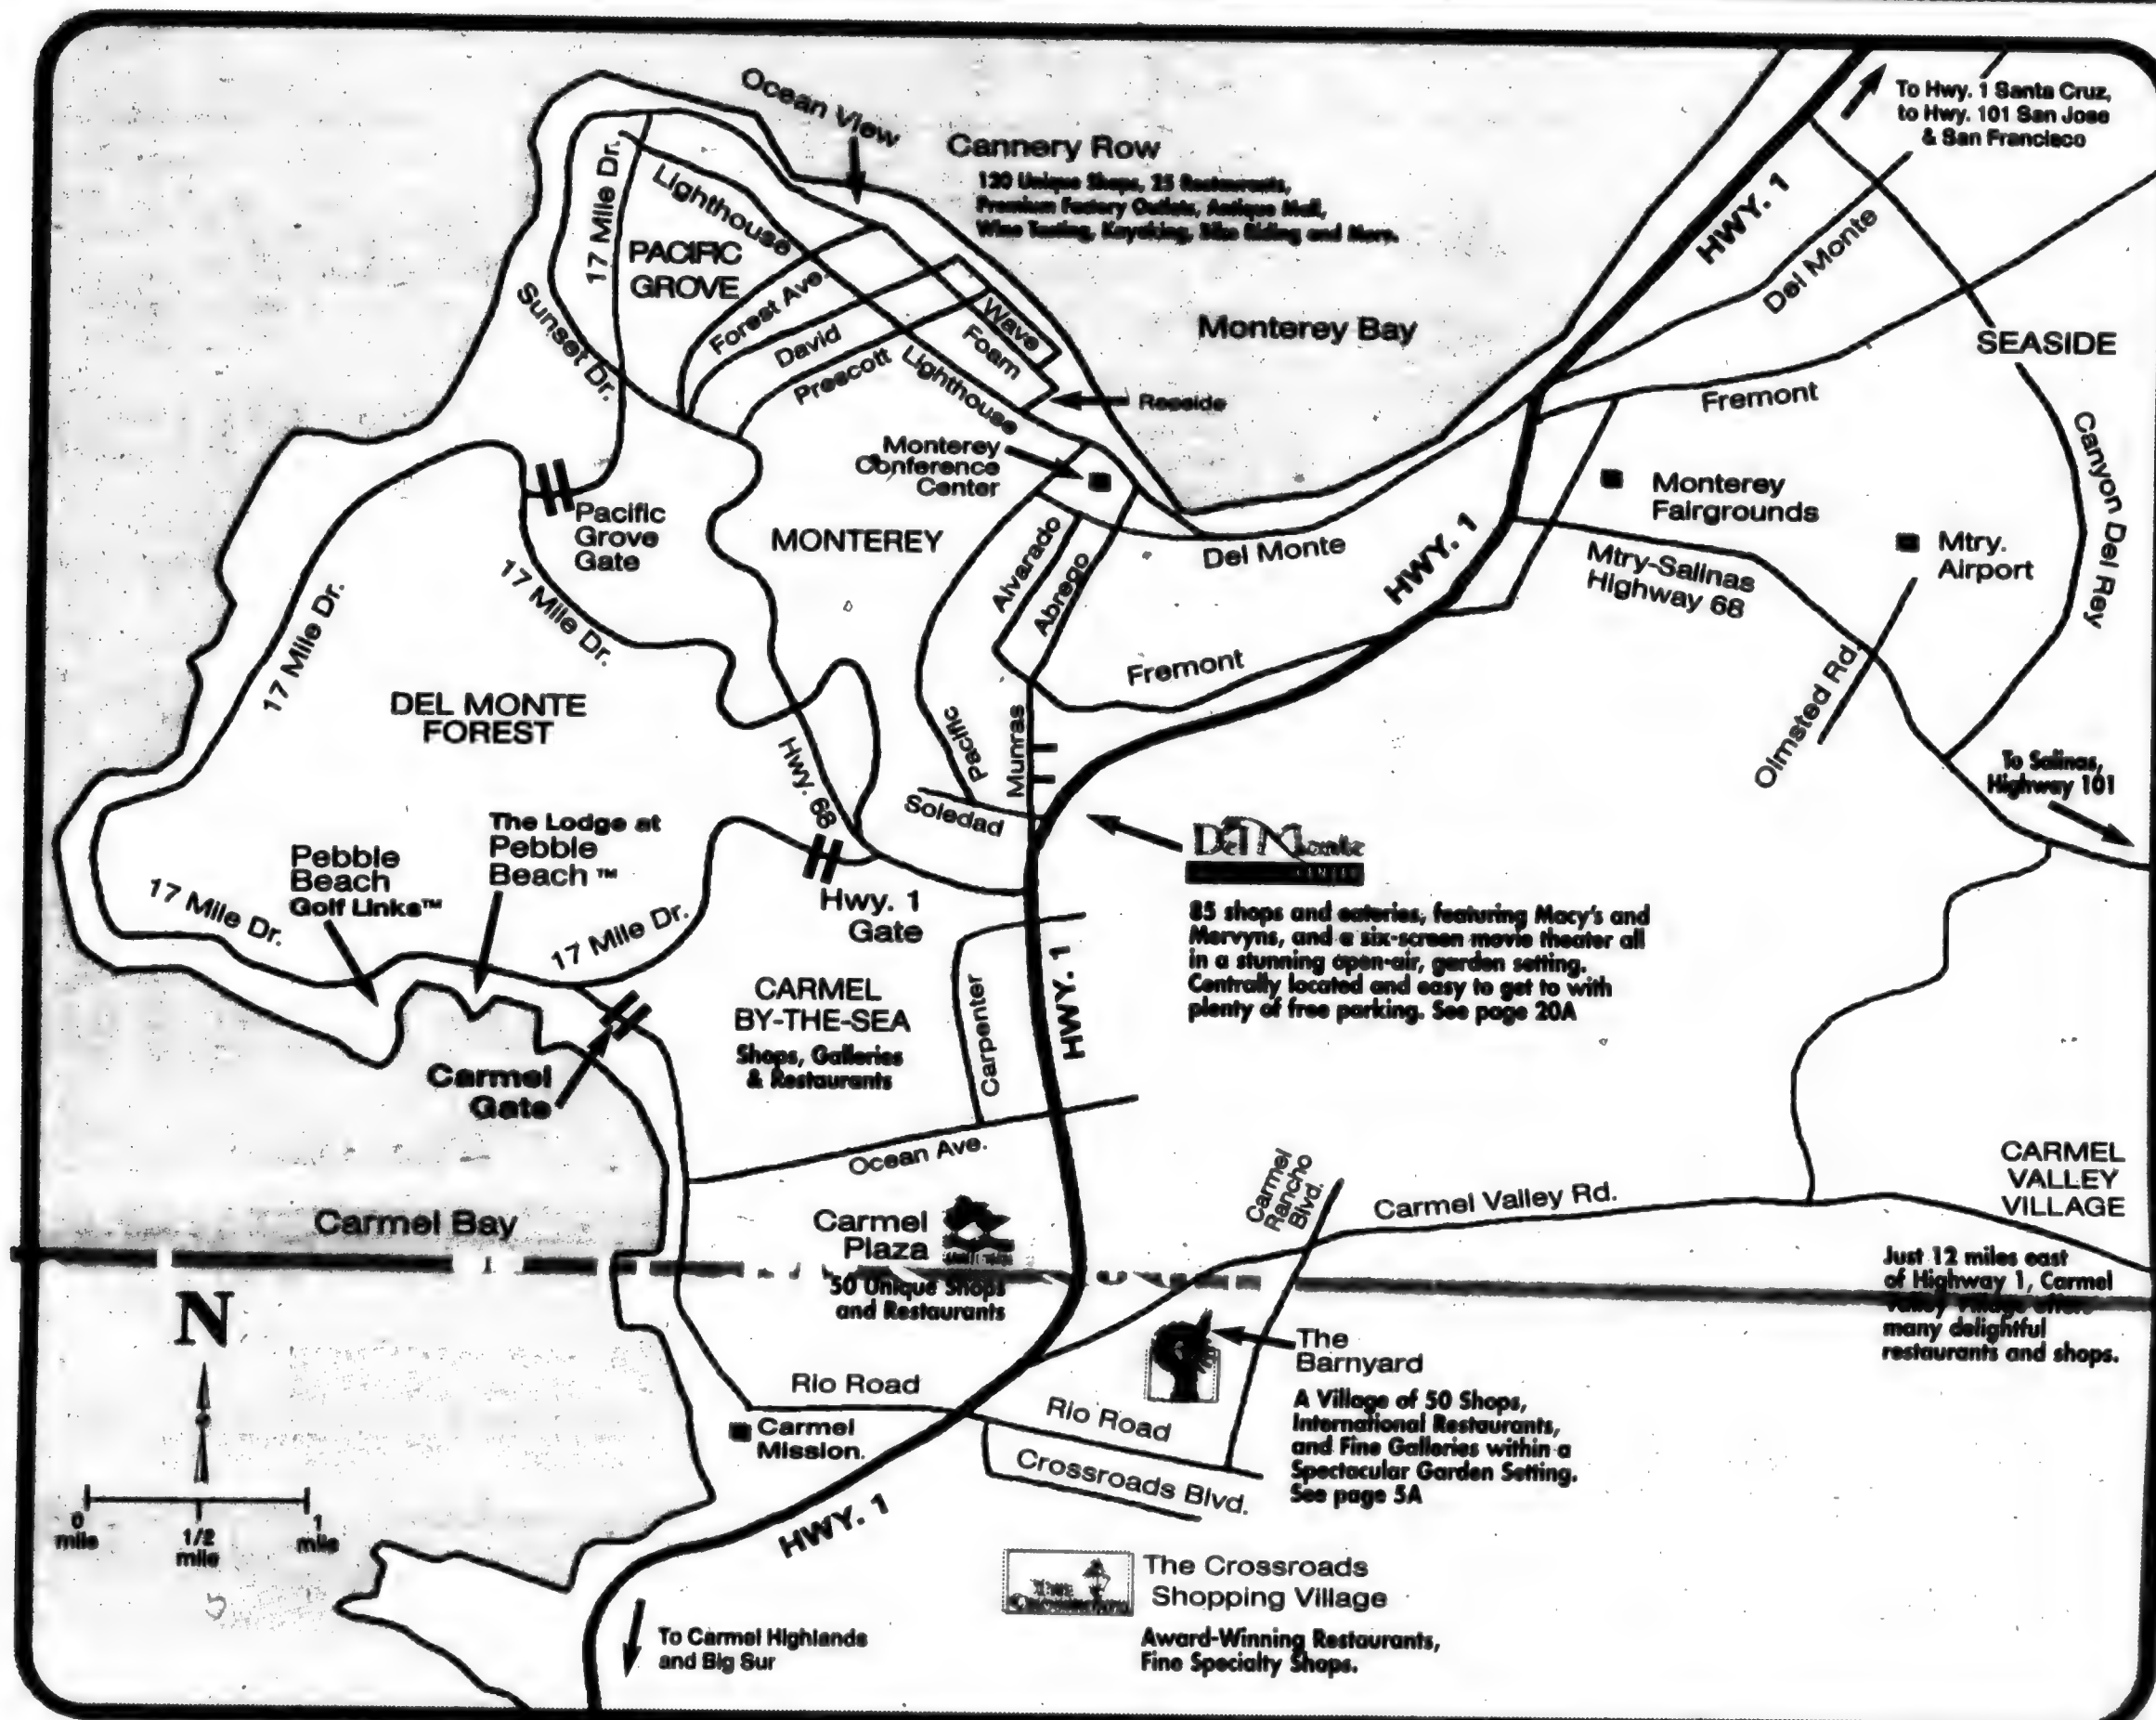 Ocean View
Cannery Row
120 Unique Shops, 25 Restaurants,
Premium Factory Outlets, Antique Mall,
Wine Tasting, Kayaking, Bike Riding and More.
To Hwy. 1 Santa Cruz,
to Hwy. 101 San Jose
& San Francisco
17 Mile Dr.
Lighthouse
PACIFIC
GROVE
Sunset Dr.
Forest Ave.
David
Prescott
Lighthouse
Wave
Foam
Reeside
Monterey Bay
HWY. 1
Del Monte
SEASIDE
Fremont
Canyon Del Rey
Monterey
Conference
Center
Pacific
Grove
Gate
MONTEREY
Alvarado
Abrego
Del Monte
HWY. 1
Monterey
Fairgrounds
Mtry.
Airport
Mtry-Salinas
Highway 68
17 Mile Dr.
17 Mile Dr.
DEL MONTE
FOREST
Fremont
Pacific
Munras
Olmsted Rd.
To Salinas,
Highway 101
Hwy. 68
Soledad
Del Monte
85 shops and eateries, featuring Macy's and
Mervyns, and a six-screen movie theater all
in a stunning open-air, garden setting.
Centrally located and easy to get to with
plenty of free parking. See page 20A
The Lodge at
Pebble
Beach ™
Pebble
Beach
Golf Links™
17 Mile Dr.
17 Mile Dr.
Hwy. 1
Gate
CARMEL
BY-THE-SEA
Shops, Galleries
& Restaurants
Carpenter
HWY. 1
Carmel
Gate
Ocean Ave.
Carmel Bay
Carmel
Plaza
50 Unique Shops
and Restaurants
Carmel
Rancho
Blvd.
Carmel Valley Rd.
CARMEL
VALLEY
VILLAGE
Just 12 miles east
of Highway 1, Carmel
Valley Village offers
many delightful
restaurants and shops.
N
The
Barnyard
A Village of 50 Shops,
International Restaurants,
and Fine Galleries within a
Spectacular Garden Setting.
See page 5A
Rio Road
Carmel
Mission
Rio Road
Crossroads Blvd.
0
mile
1/2
mile
1
mile
HWY. 1
The Crossroads
Shopping Village
Award-Winning Restaurants,
Fine Specialty Shops.
To Carmel Highlands
and Big Sur